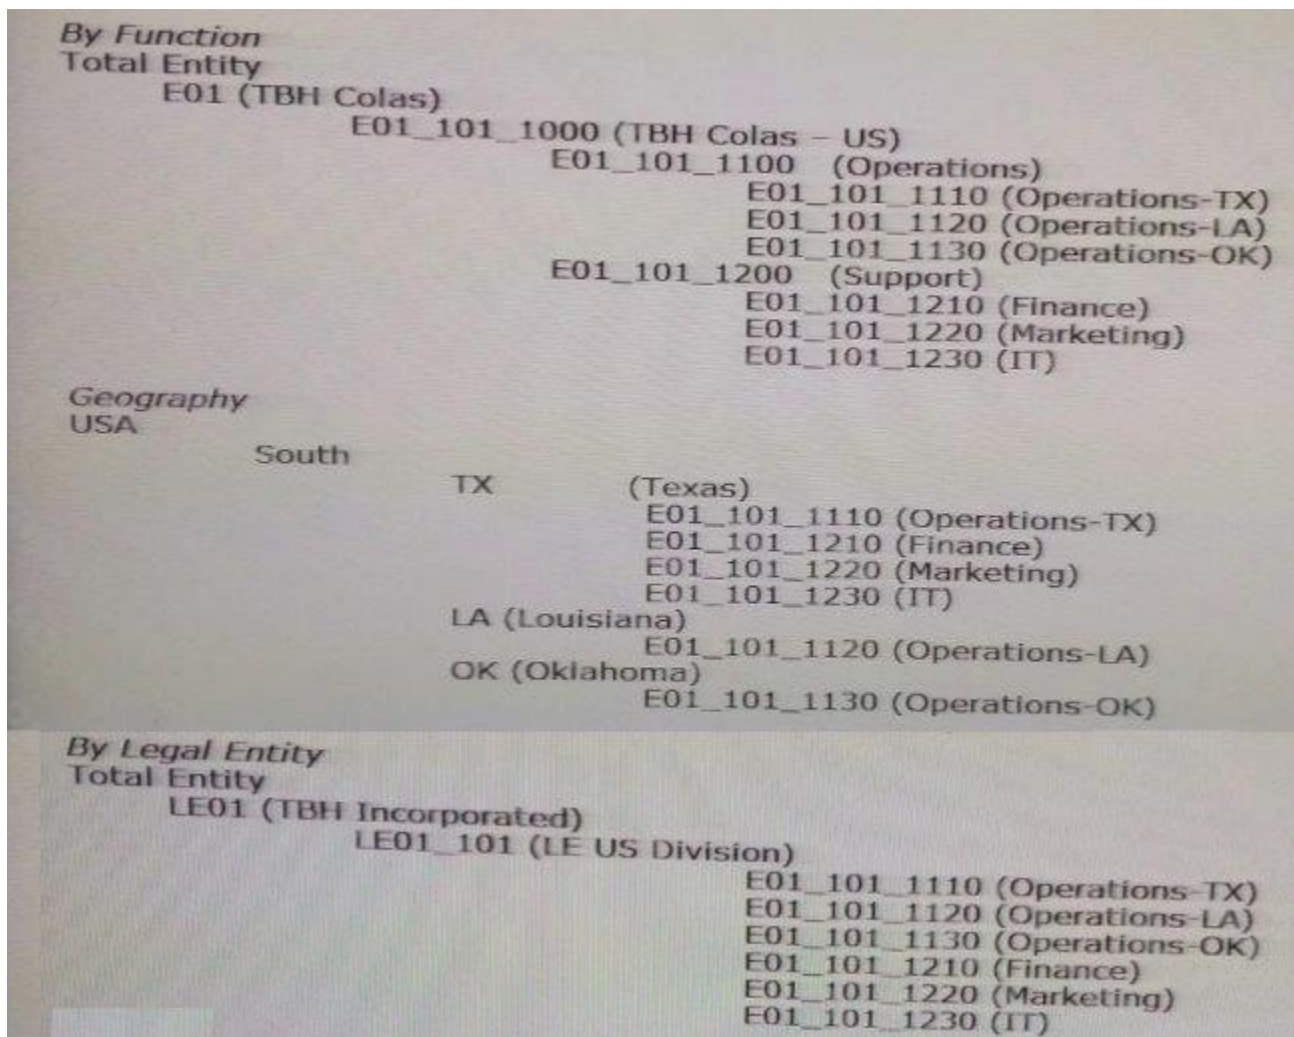 By Function
Total Entity
E01 (TBH Colas)
E01_101_1000 (TBH Colas – US)
E01_101_1100 (Operations)
E01_101_1110 (Operations-TX)
E01_101_1120 (Operations-LA)
E01_101_1130 (Operations-OK)
E01_101_1200 (Support)
E01_101_1210 (Finance)
E01_101_1220 (Marketing)
E01_101_1230 (IT)
Geography
USA
South
TX (Texas)
E01_101_1110 (Operations-TX)
E01_101_1210 (Finance)
E01_101_1220 (Marketing)
E01_101_1230 (IT)
LA (Louisiana)
E01_101_1120 (Operations-LA)
OK (Oklahoma)
E01_101_1130 (Operations-OK)
By Legal Entity
Total Entity
LE01 (TBH Incorporated)
LE01_101 (LE US Division)
E01_101_1110 (Operations-TX)
E01_101_1120 (Operations-LA)
E01_101_1130 (Operations-OK)
E01_101_1210 (Finance)
E01_101_1220 (Marketing)
E01_101_1230 (IT)